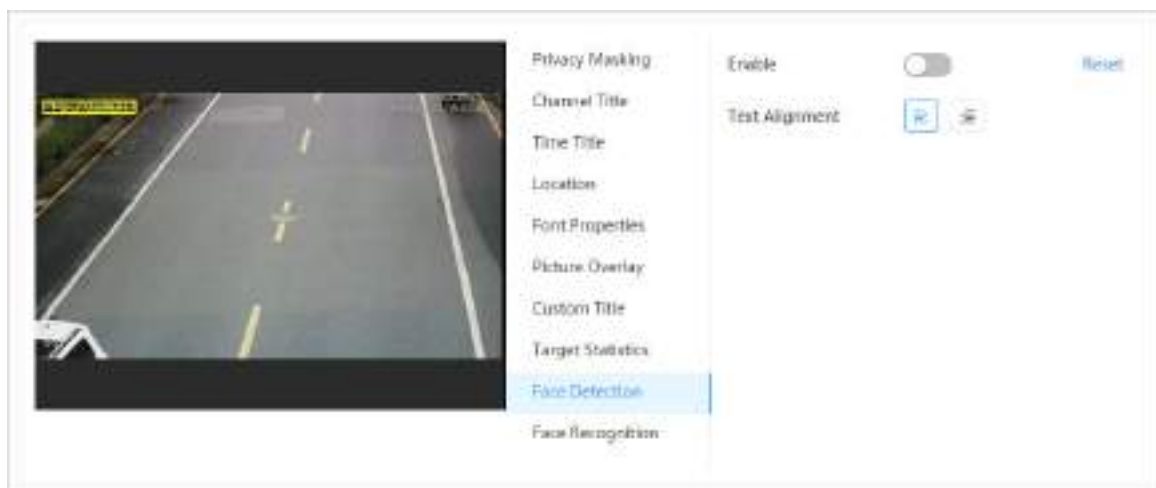 Privacy Masking
Channel Title
Time Title
Location
Font Properties
Picture Overlay
Custom Title
Target Statistics
Face Detection
Face Recognition
Enable
Reset
Text Alignment